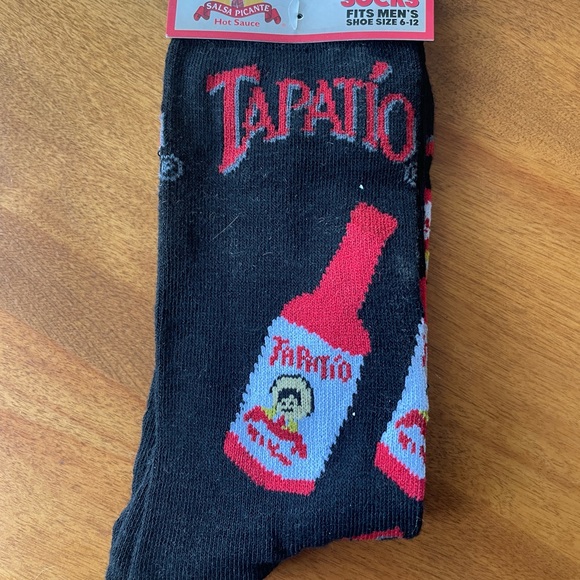 SALSA PICANTE
Hot Sauce
SOCKS
FITS MEN'S
SHOE SIZE 6-12
TAPATÍO
®
®
TAPATÍO